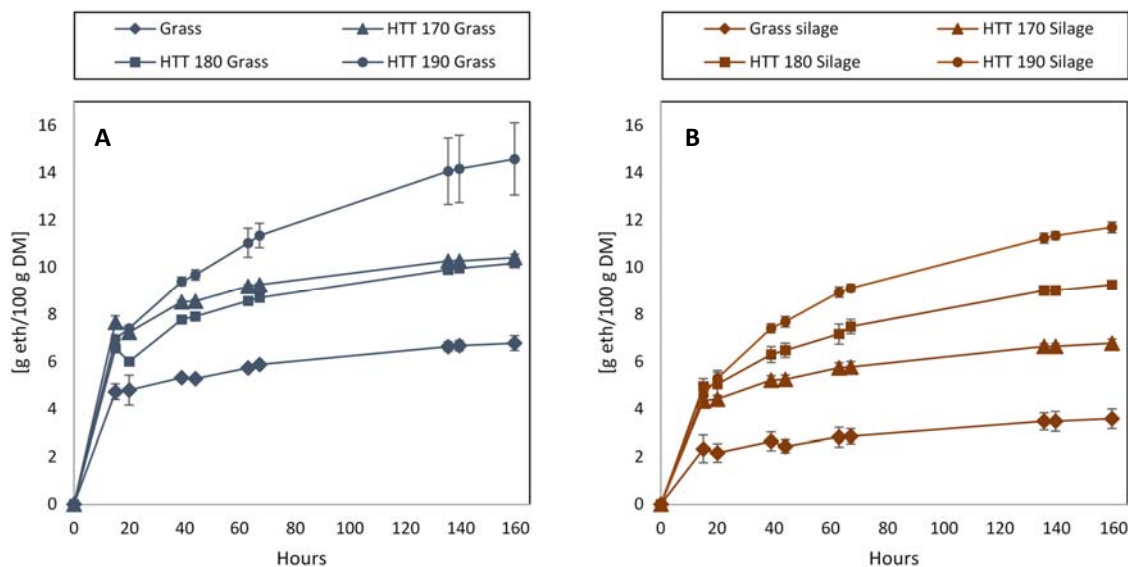 Grass HTT 170 Grass
HTT 180 Grass HTT 190 Grass
A
16
14
12
10
8
6
4
2
0
[g eth/100 g DM]
0 20 40 60 80 100 120 140 160
Hours
Grass silage HTT 170 Silage
HTT 180 Silage HTT 190 Silage
B
16
14
12
10
8
6
4
2
0
[g eth/100 g DM]
0 20 40 60 80 100 120 140 160
Hours